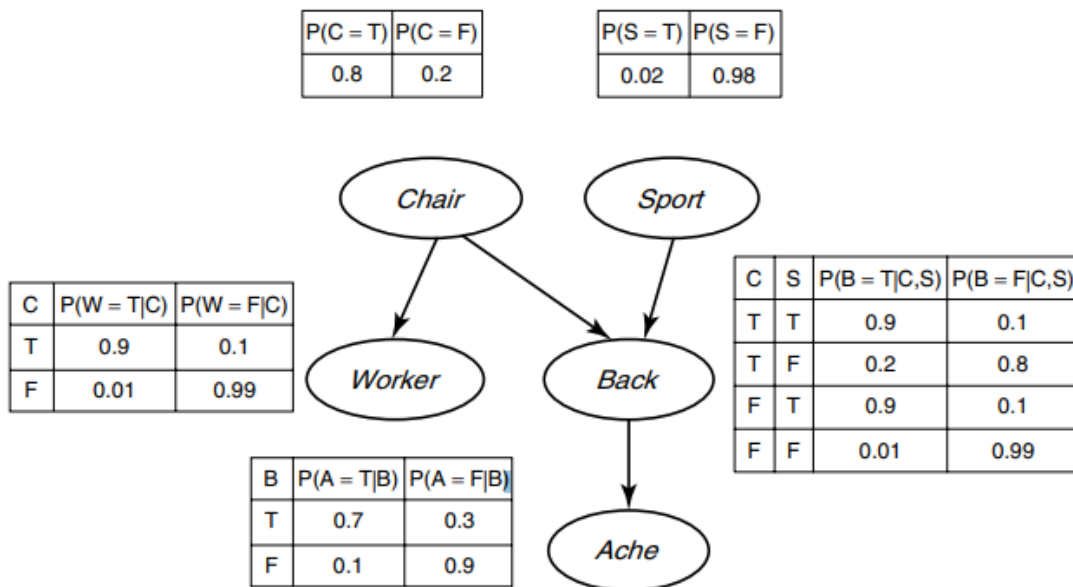 P(C = T) P(C = F)
0.8 0.2
P(S = T) P(S = F)
0.02 0.98
Chair
Sport
C P(W = T|C) P(W = F|C)
T 0.9 0.1
F 0.01 0.99
Worker
Back
C S P(B = T|C,S) P(B = F|C,S)
T T 0.9 0.1
T F 0.2 0.8
F T 0.9 0.1
F F 0.01 0.99
B P(A = T|B) P(A = F|B)
T 0.7 0.3
F 0.1 0.9
Ache